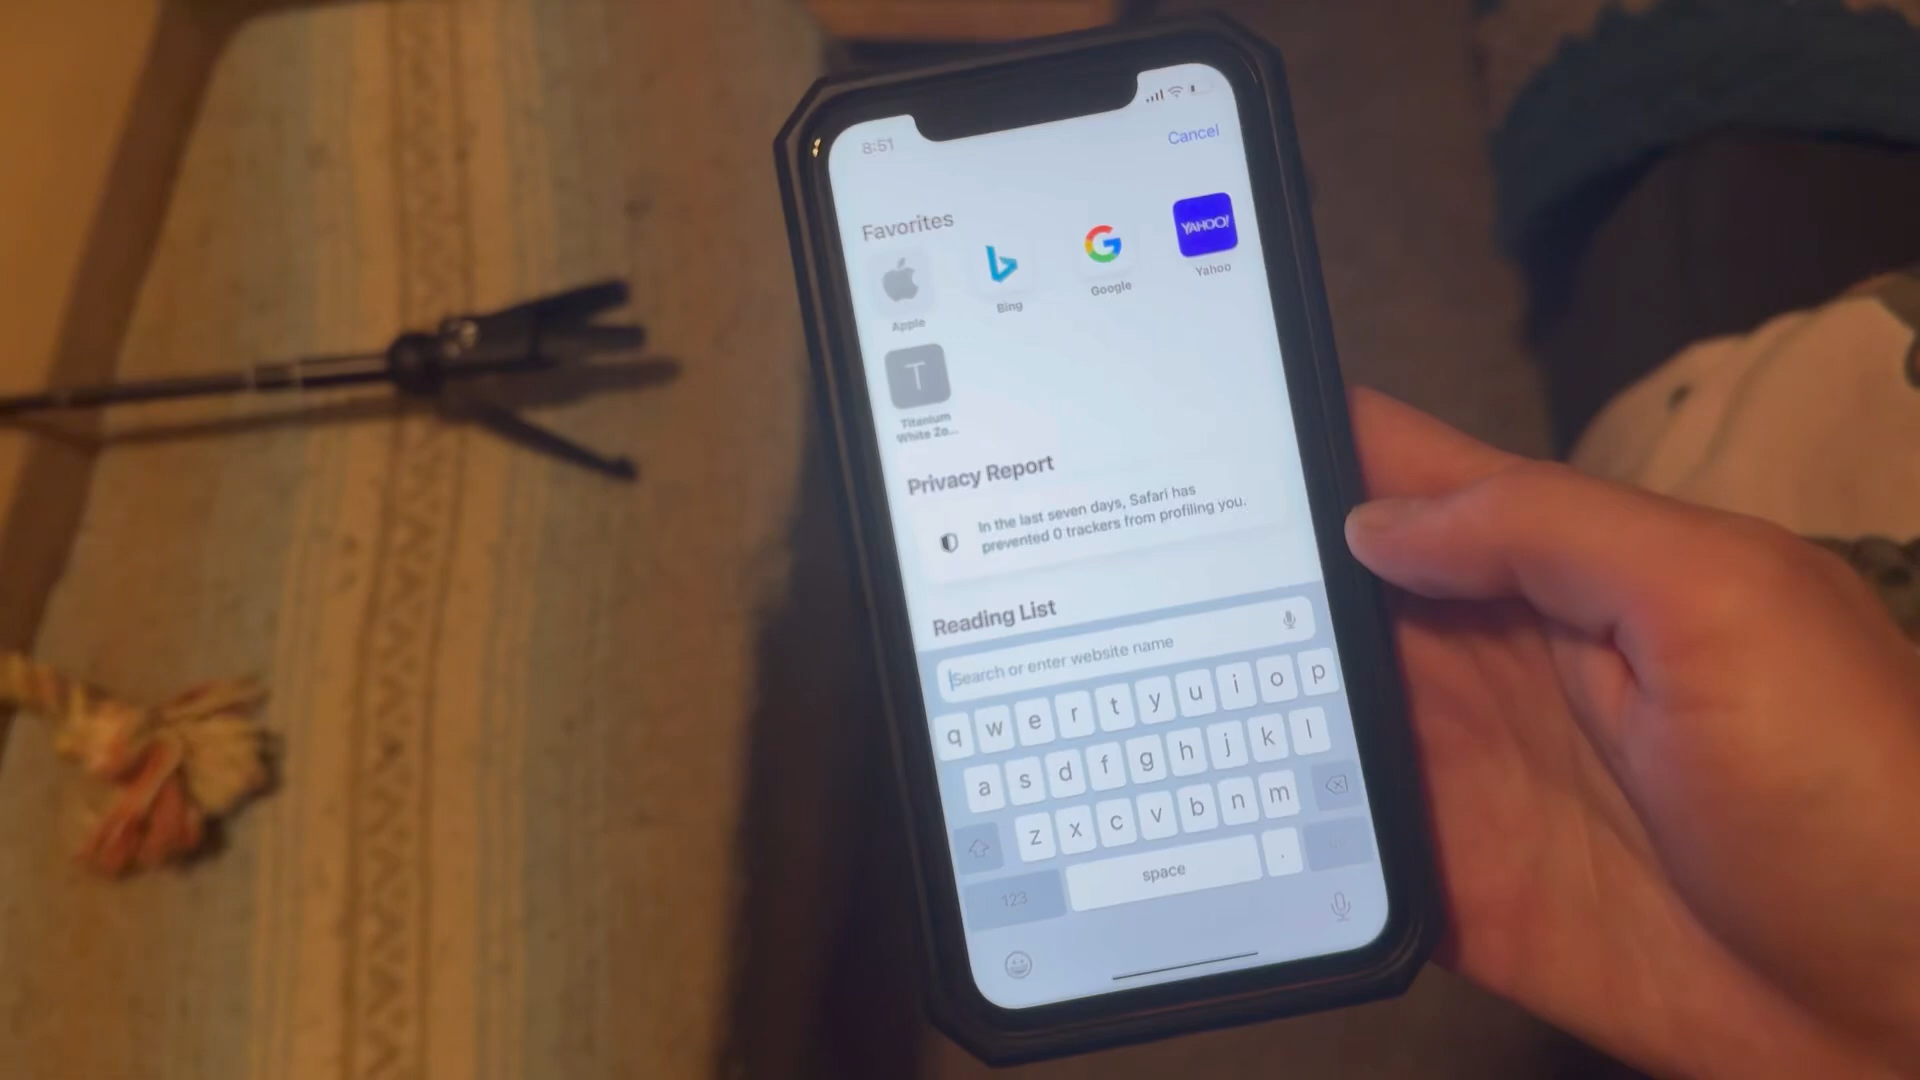 8:51
Cancel
Favorites
YAHOO!
Apple
Bing
Google
Yahoo
T
Titanium
White 2o...
Privacy Report
In the last seven days, Safari has
prevented 0 trackers from profiling you.
Reading List
Search or enter website name
q w e r t y u i o p
a s d f g h j k l
z x c v b n m
123 space .